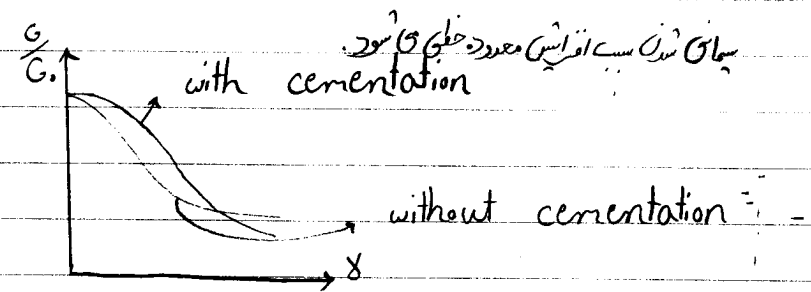 سیمانی شدن سبب افزایش محدوده خطی می شود.
G/G₀
with cementation
without cementation
γ